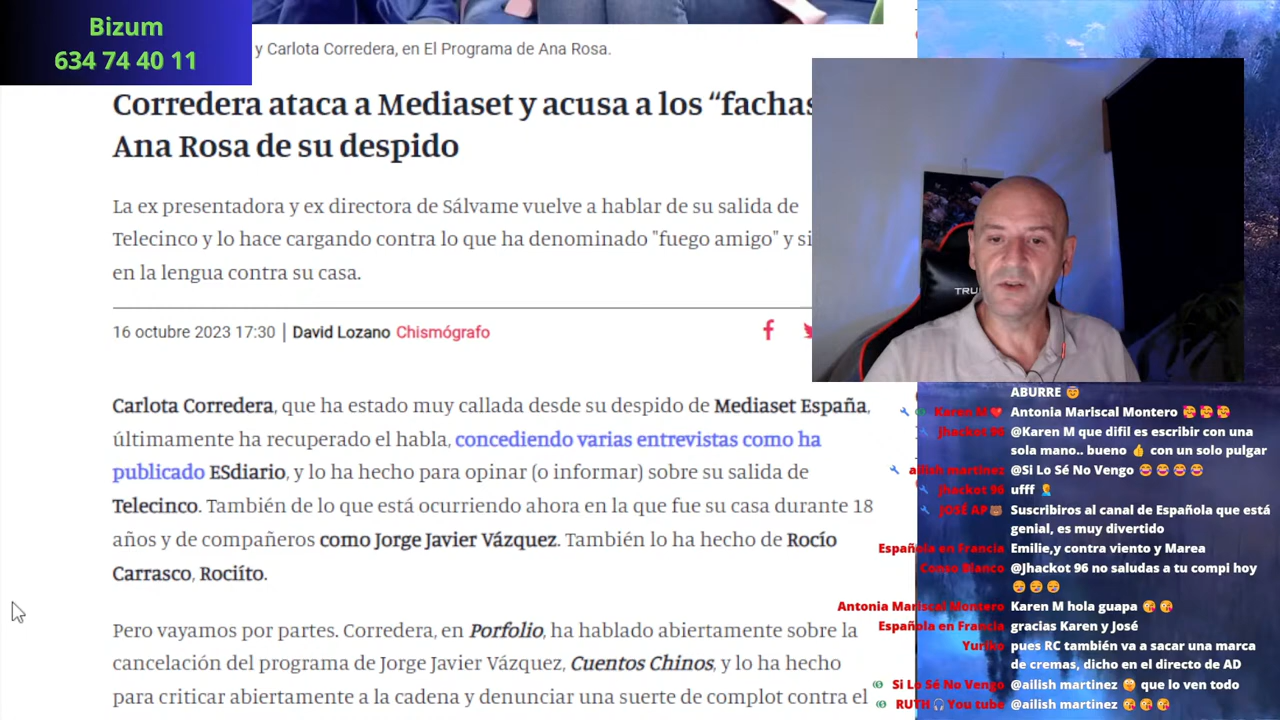 Bizum
634 74 40 11
y Carlota Corredera, en El Programa de Ana Rosa.
Corredera ataca a Mediaset y acusa a los “fachas
Ana Rosa de su despido
La ex presentadora y ex directora de Sálvame vuelve a hablar de su salida de
Telecinco y lo hace cargando contra lo que ha denominado "fuego amigo" y si
en la lengua contra su casa.
16 octubre 2023 17:30 | David Lozano Chismógrafo
Carlota Corredera, que ha estado muy callada desde su despido de Mediaset España,
últimamente ha recuperado el habla, concediendo varias entrevistas como ha
publicado ESdiario, y lo ha hecho para opinar (o informar) sobre su salida de
Telecinco. También de lo que está ocurriendo ahora en la que fue su casa durante 18
años y de compañeros como Jorge Javier Vázquez. También lo ha hecho de Rocío
Carrasco, Rociíto.
Pero vayamos por partes. Corredera, en Porfolio, ha hablado abiertamente sobre la
cancelación del programa de Jorge Javier Vázquez, Cuentos Chinos, y lo ha hecho
para criticar abiertamente a la cadena y denunciar una suerte de complot contra el
TRU
ABURRE 😇
Karen M❤️ Antonia Mariscal Montero 🥰 🥰 🥰
jhackot 96 @Karen M que difil es escribir con una
sola mano.. bueno 👍 con un solo pulgar
ailish martinez @Si Lo Sé No Vengo 😂 😂 😂 😂
jhackot 96 ufff 🤦
JOSÉ AP🐻 Suscribiros al canal de Española que está
genial, es muy divertido
Española en Francia Emilie,y contra viento y Marea
Conso Blanco @Jhackot 96 no saludas a tu compi hoy
😏 😏 😏
Antonia Mariscal Montero Karen M hola guapa 😘 😘
Española en Francia gracias Karen y José
Yuriko pues RC también va a sacar una marca
de cremas, dicho en el directo de AD
Si Lo Sé No Vengo @ailish martinez 🤭 que lo ven todo
RUTH🎧You tube @ailish martinez 😘 😘 😘